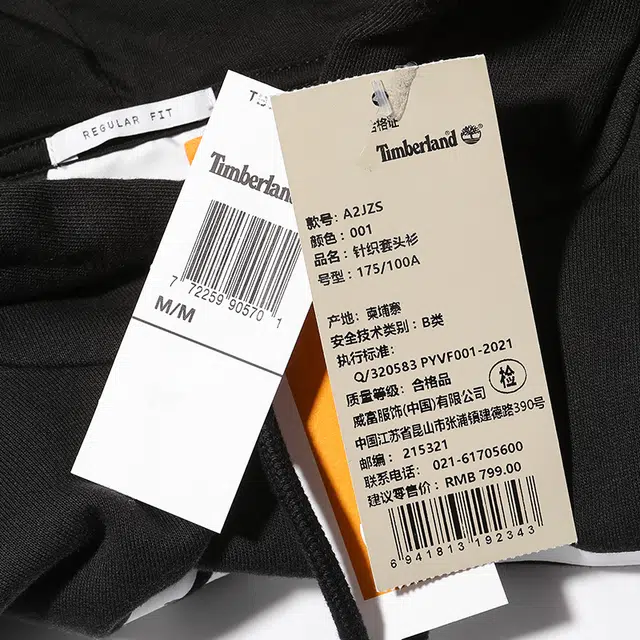 REGULAR FIT
Timberland
7 72259 90570 1
M/M
合格证
Timberland
款号: A2JZS
颜色: 001
品名: 针织套头衫
号型: 175/100A
产地: 柬埔寨
安全技术类别: B类
执行标准:
Q/320583 PYVF001-2021
质量等级: 合格品
检
威富服饰(中国)有限公司
中国江苏省昆山市张浦镇建德路390号
邮编: 215321
联系电话: 021-61705600
建议零售价: RMB 799.00
6 941813 192343